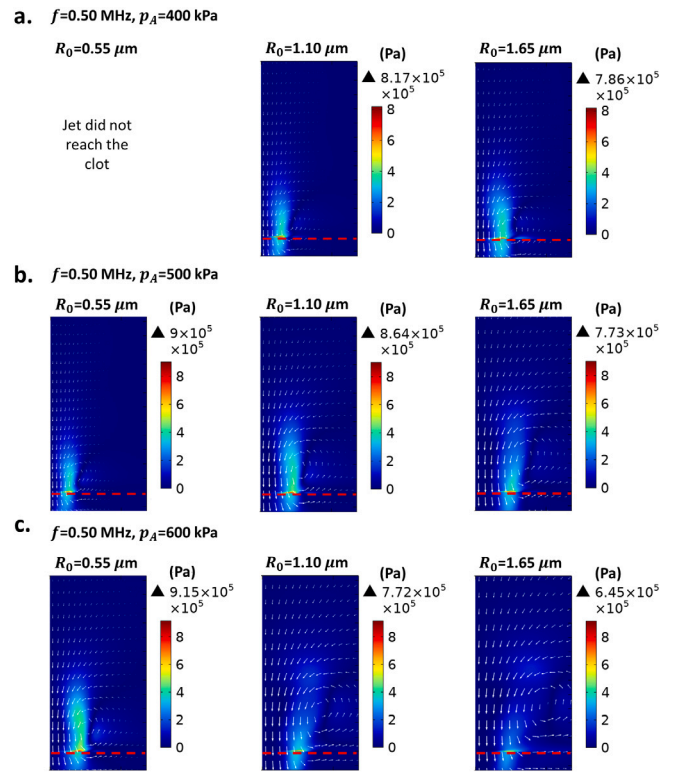 a. f=0.50 MHz, p_A=400 kPa
R₀=0.55 μm
R₀=1.10 μm
(Pa)
R₀=1.65 μm
(Pa)
▲ 8.17×10⁵
×10⁵
▲ 7.86×10⁵
×10⁵
Jet did not
reach the
clot
8
6
4
2
0
8
6
4
2
0
b. f=0.50 MHz, p_A=500 kPa
R₀=0.55 μm
(Pa)
R₀=1.10 μm
(Pa)
R₀=1.65 μm
(Pa)
▲ 9×10⁵
×10⁵
▲ 8.64×10⁵
×10⁵
▲ 7.73×10⁵
×10⁵
8
6
4
2
0
8
6
4
2
0
8
6
4
2
0
c. f=0.50 MHz, p_A=600 kPa
R₀=0.55 μm
(Pa)
R₀=1.10 μm
(Pa)
R₀=1.65 μm
(Pa)
▲ 9.15×10⁵
×10⁵
▲ 7.72×10⁵
×10⁵
▲ 6.45×10⁵
×10⁵
8
6
4
2
0
8
6
4
2
0
8
6
4
2
0